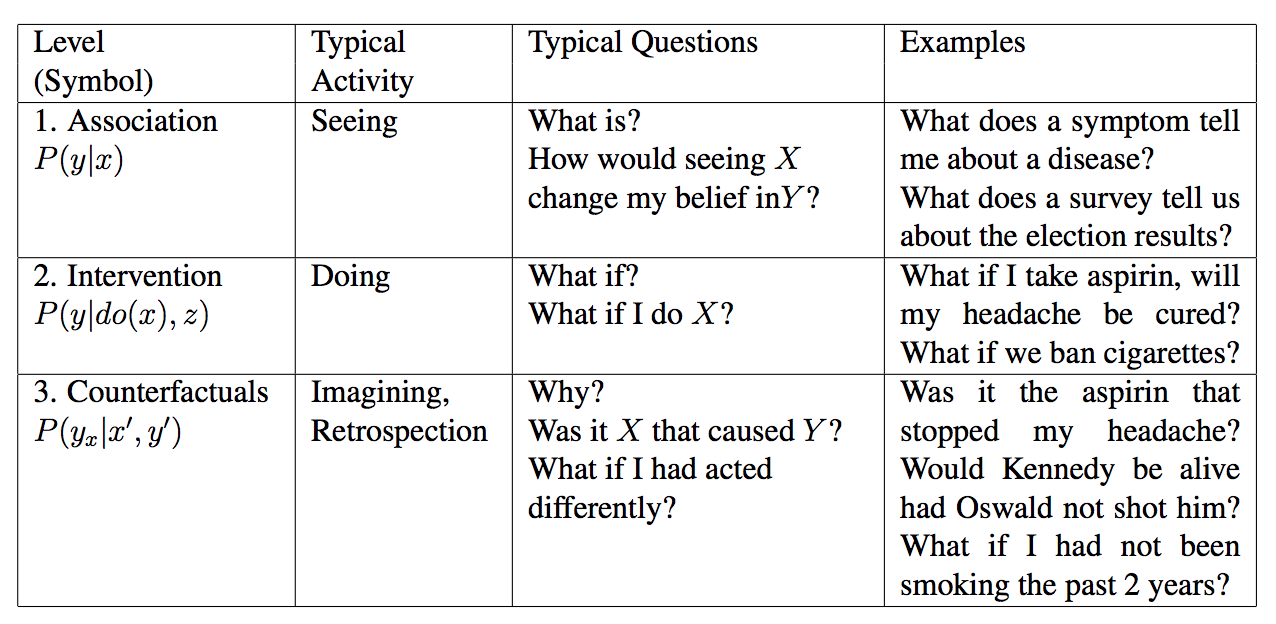 Level
(Symbol)
Typical
Activity
Typical Questions
Examples
1. Association
P(y|x)
Seeing
What is?
How would seeing X
change my belief inY?
What does a symptom tell
me about a disease?
What does a survey tell us
about the election results?
2. Intervention
P(y|do(x), z)
Doing
What if?
What if I do X?
What if I take aspirin, will
my headache be cured?
What if we ban cigarettes?
3. Counterfactuals
P(yₓ|x′, y′)
Imagining,
Retrospection
Why?
Was it X that caused Y?
What if I had acted
differently?
Was it the aspirin that
stopped my headache?
Would Kennedy be alive
had Oswald not shot him?
What if I had not been
smoking the past 2 years?